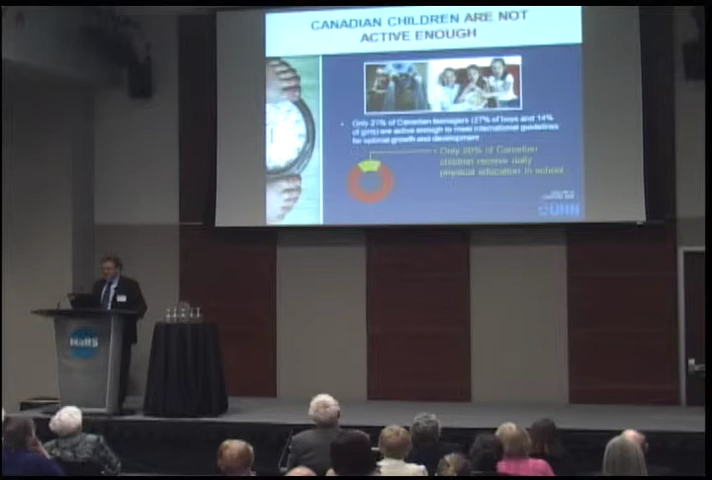 CANADIAN CHILDREN ARE NOT
ACTIVE ENOUGH
• Only 21% of Canadian teenagers (27% of boys and 14%
of girls) are active enough to meet international guidelines
for optimal growth and development
Only 20% of Canadian
children receive daily
physical education in school
UHN
MaRS